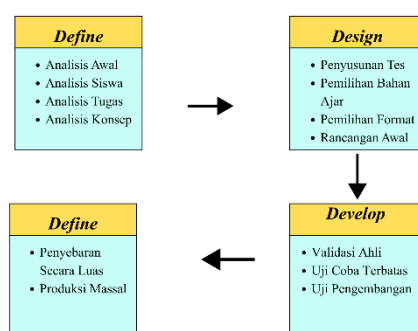 Define
• Analisis Awal
• Analisis Siswa
• Analisis Tugas
• Analisis Konsep
Design
• Penyusunan Tes
• Pemilihan Bahan
Ajar
• Pemilihan Format
• Rancangan Awal
Develop
• Validasi Ahli
• Uji Coba Terbatas
• Uji Pengembangan
Define
• Penyebaran
Secara Luas
• Produksi Massal